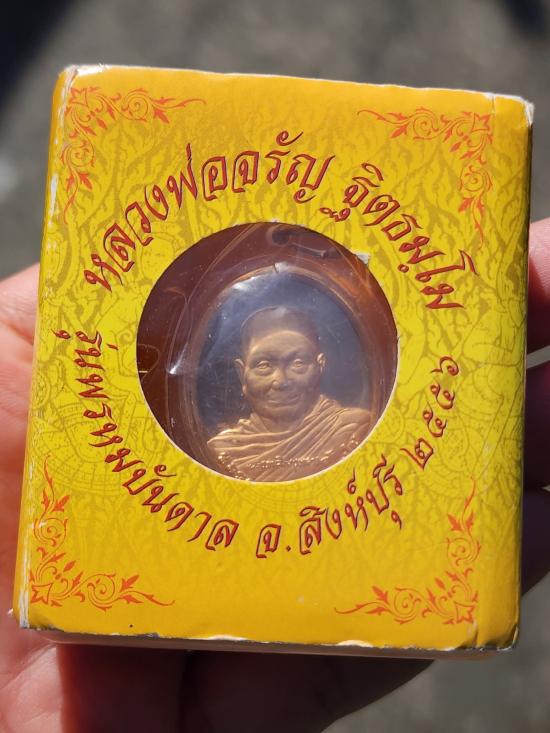 หลวงพ่อจรัญ ฐิตธมฺโม
รุ่นพรหมบันดาล จ.สิงห์บุรี ๒๕๕๖